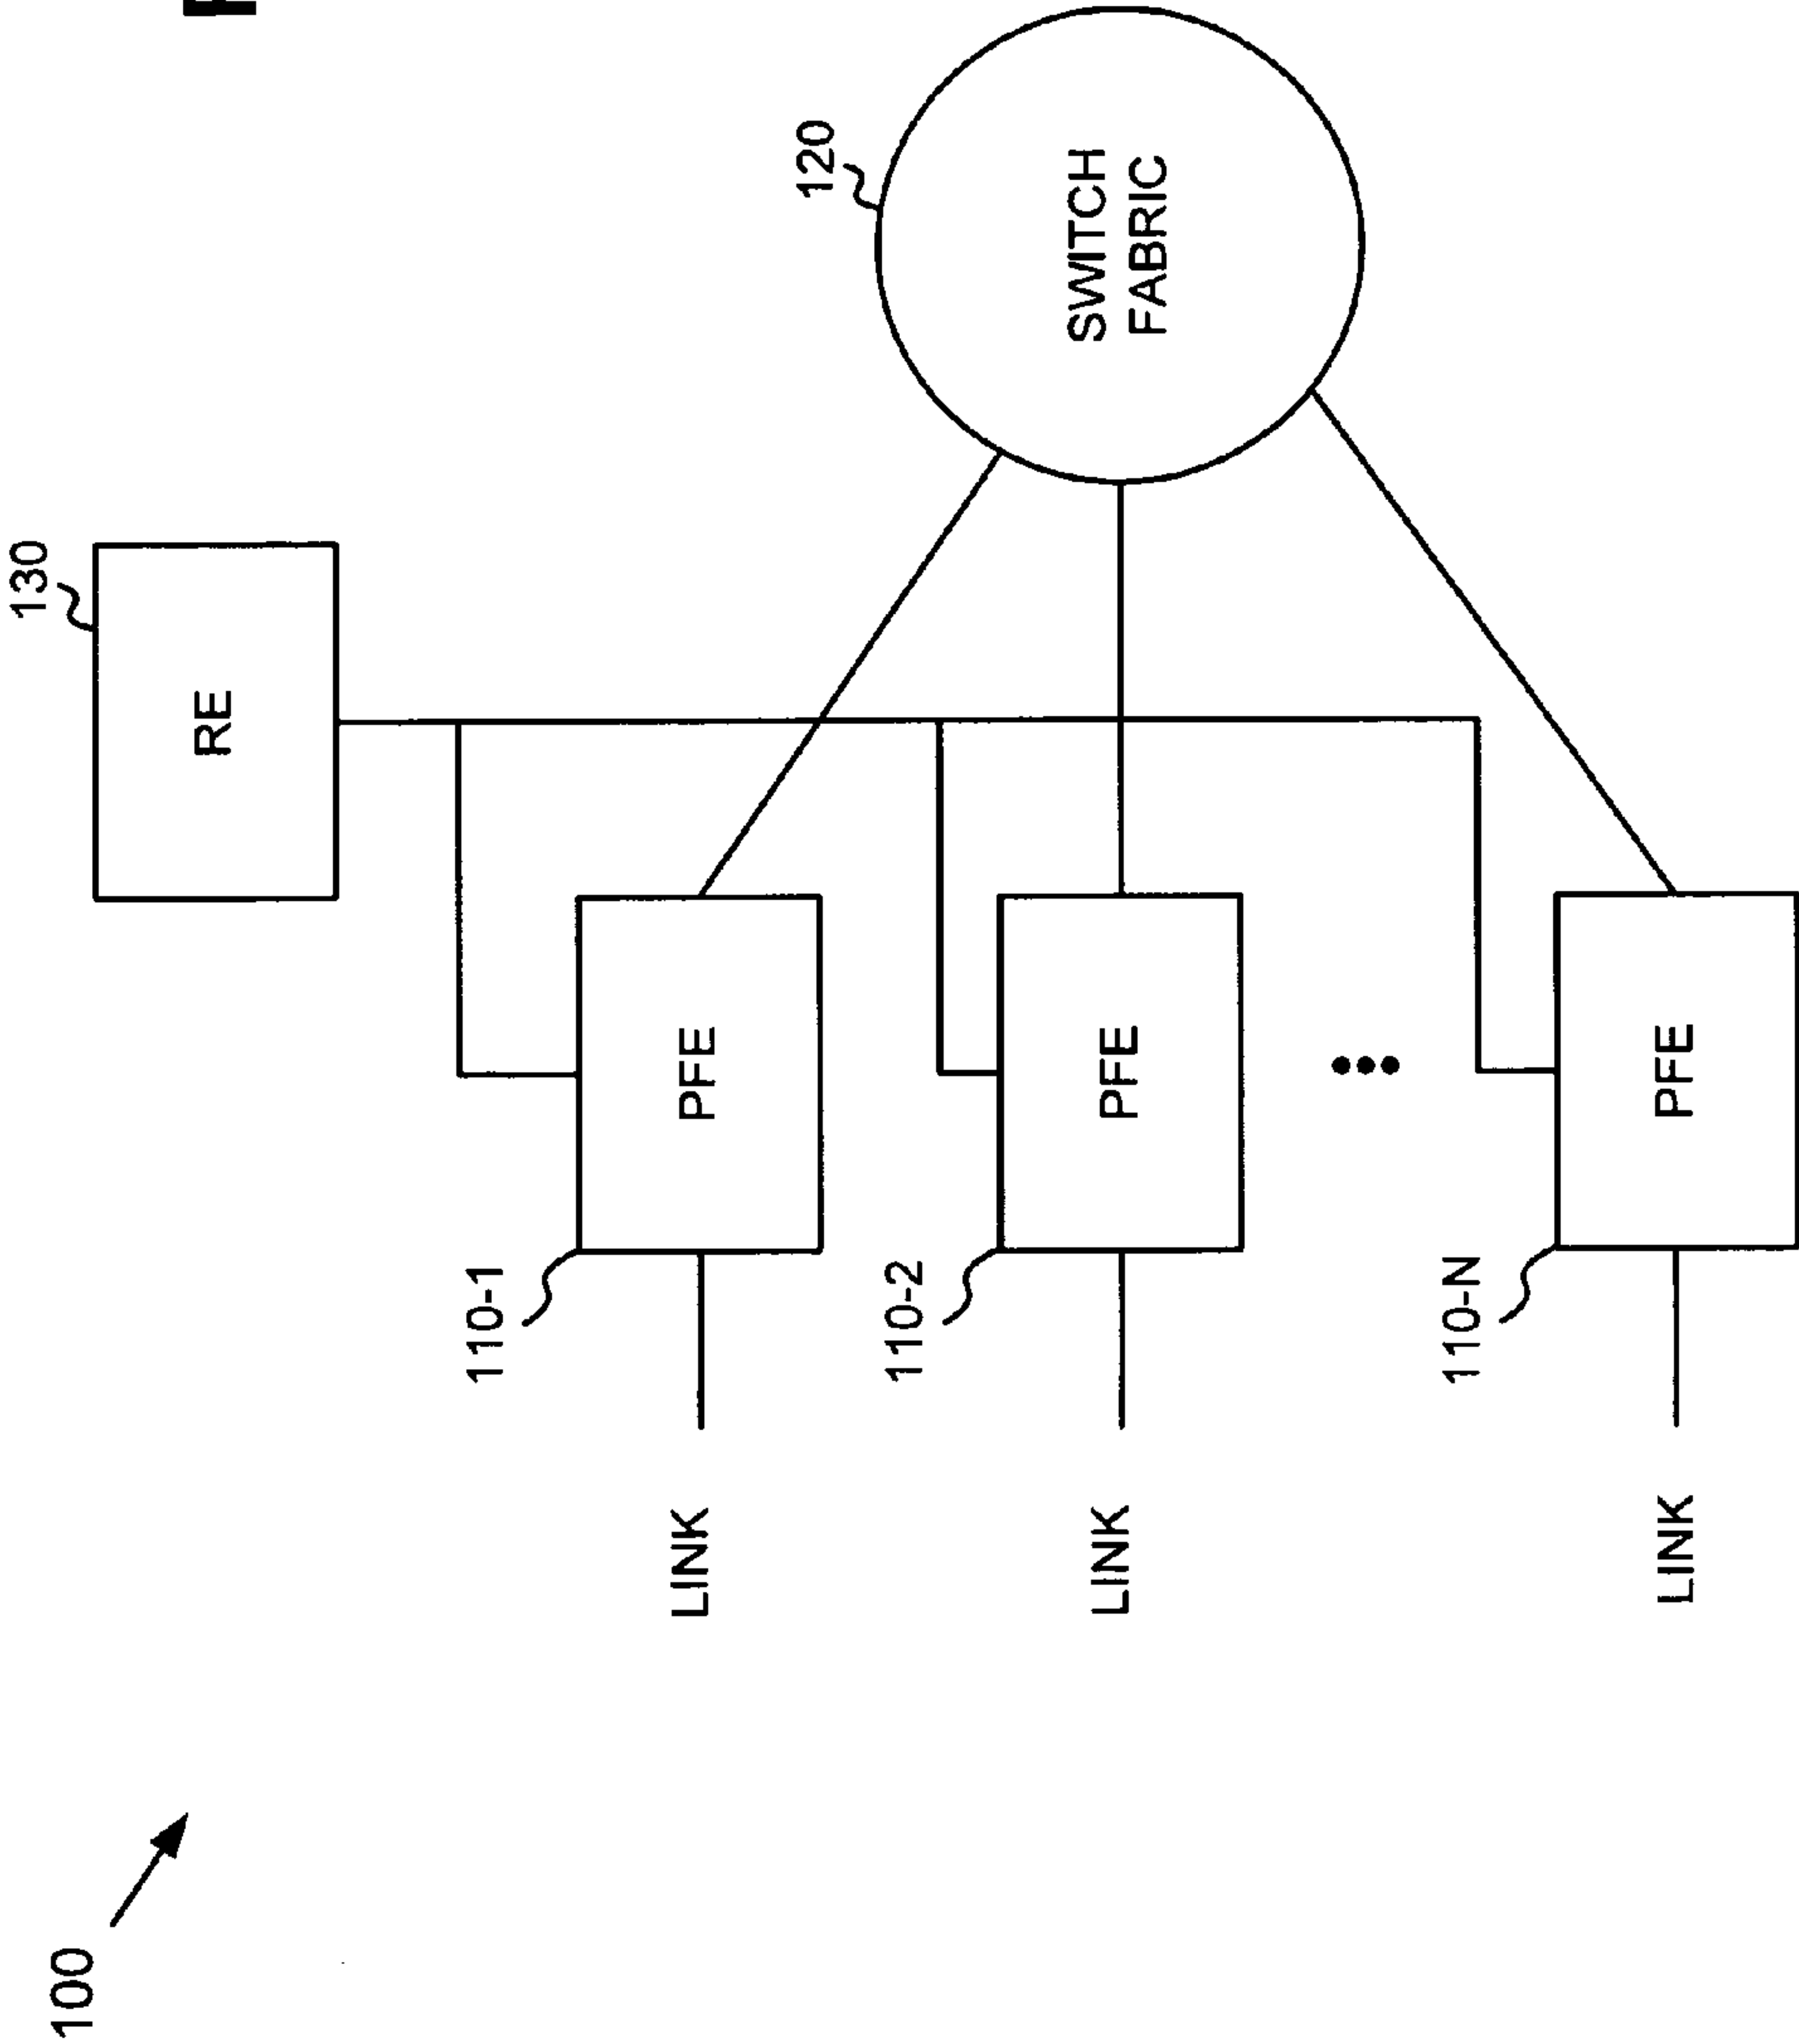 100
130
RE
120
SWITCH
FABRIC
110-1
PFE
LINK
110-2
PFE
LINK
110-N
PFE
LINK